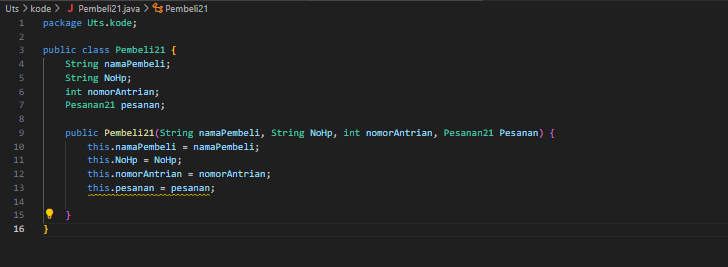 Uts > kode > J Pembeli21.java > Pembeli21
1 package Uts.kode;
2
3 public class Pembeli21 {
4 String namaPembeli;
5 String NoHp;
6 int nomorAntrian;
7 Pesanan21 pesanan;
8
9 public Pembeli21(String namaPembeli, String NoHp, int nomorAntrian, Pesanan21 Pesanan) {
10 this.namaPembeli = namaPembeli;
11 this.NoHp = NoHp;
12 this.nomorAntrian = nomorAntrian;
13 this.pesanan = pesanan;
14
15 }
16 }